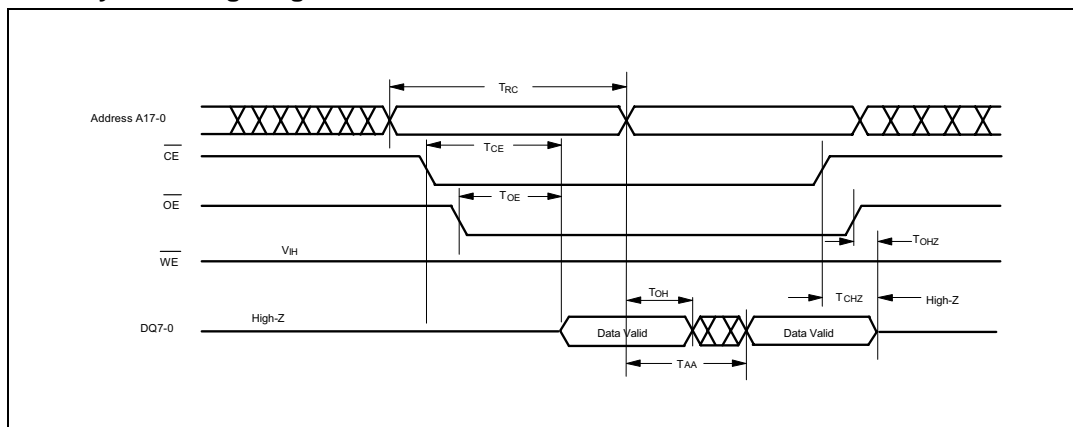 TRC
Address A17-0
TCE
CE
TOE
OE
TOHZ
VIH
WE
TOH
TCHZ
High-Z
High-Z
DQ7-0
Data Valid
Data Valid
TAA